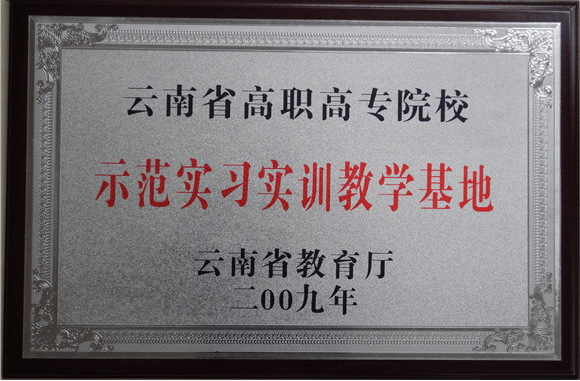 云南省高职高专院校
示范实习实训教学基地
云南省教育厅
二00九年